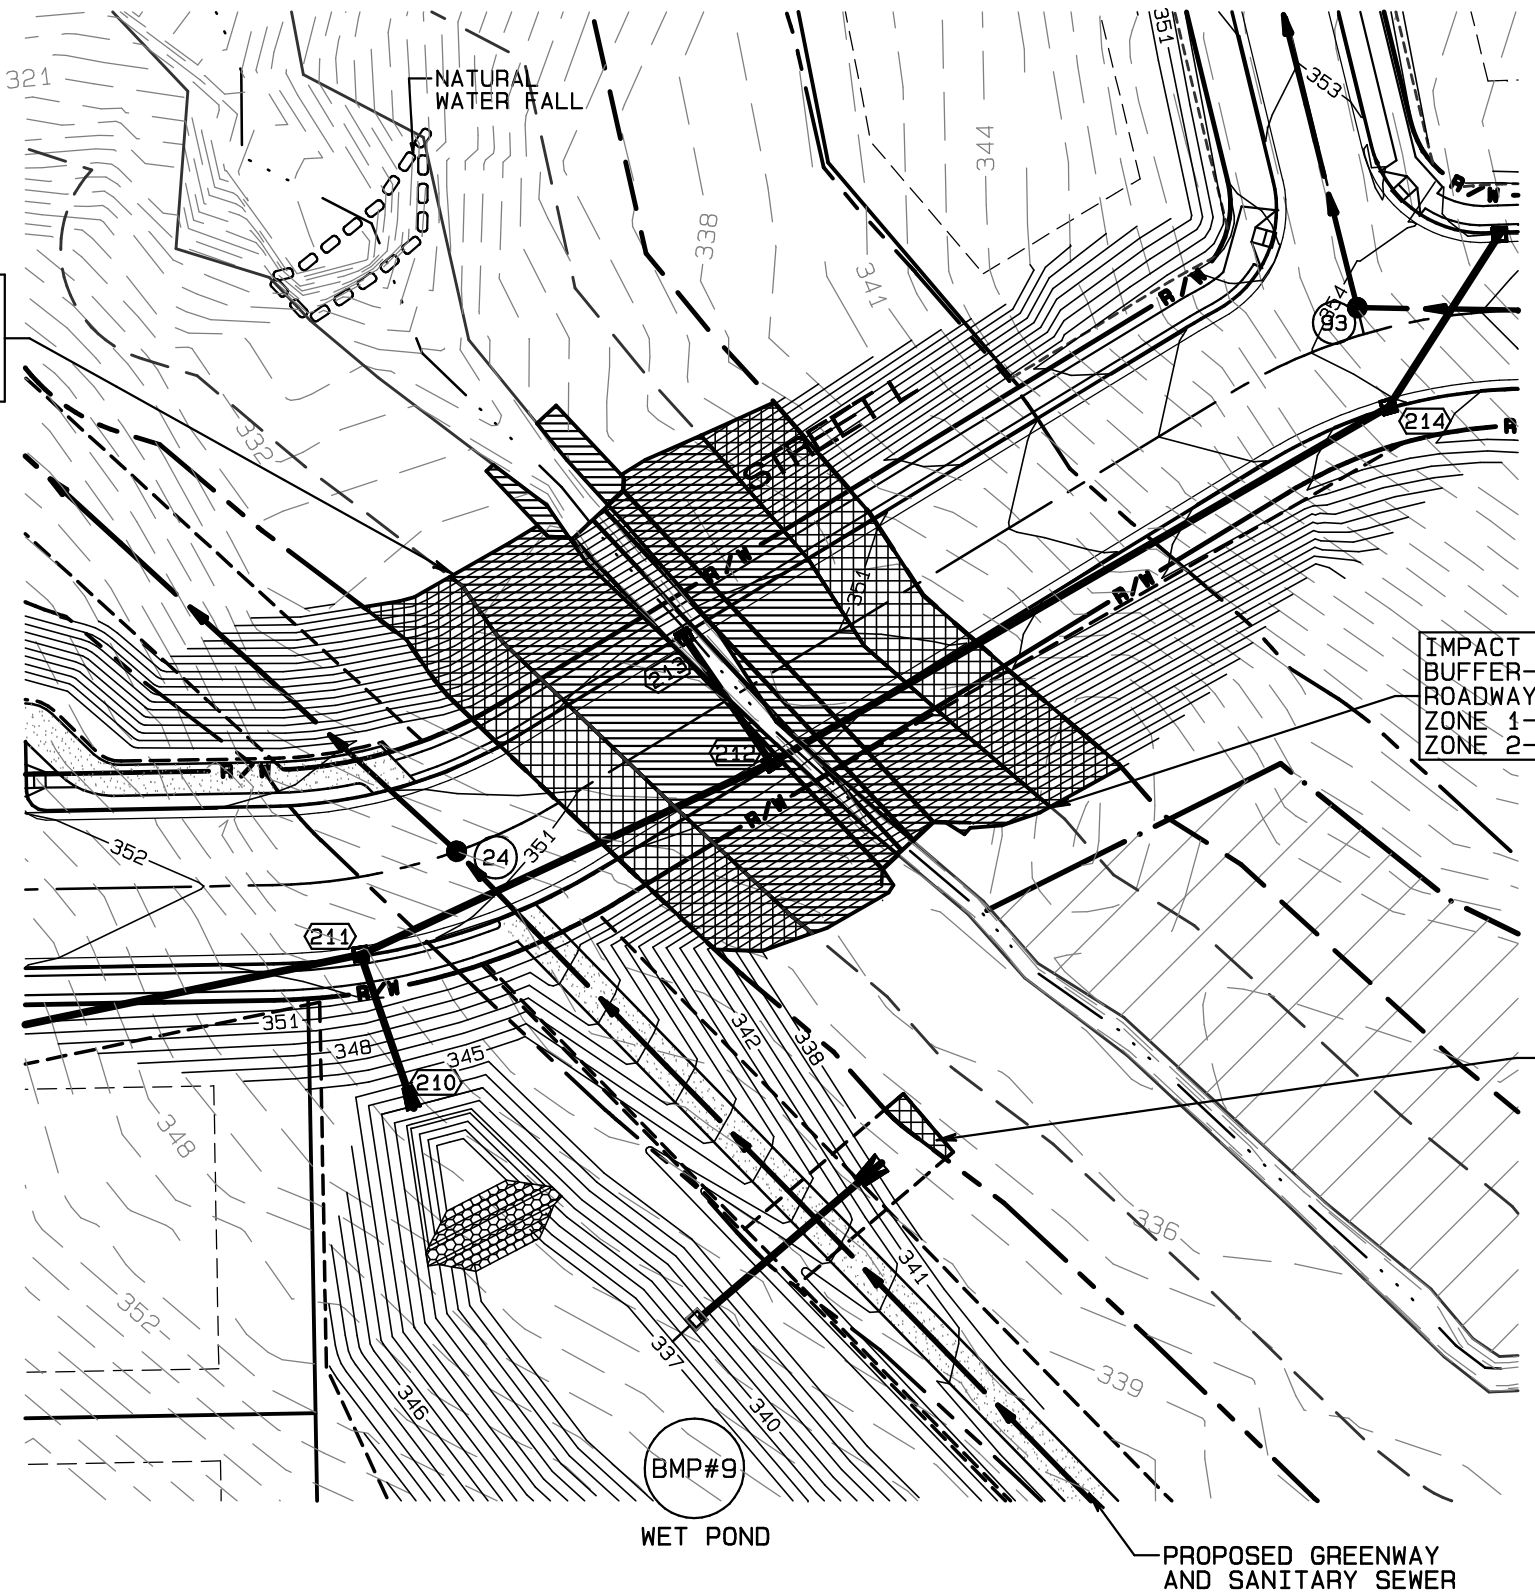 351
321
NATURAL
WATER FALL
353
344
R/W
338
341
R/W
354
93
STREET L
214
R
332
R/W
351
R/W
213
IMPACT
BUFFER-
ROADWAY
ZONE 1-
ZONE 2-
212
R/W
R/W
352
24
351
211
R/W
351
348
345
342
338
210
348
336
341
352
337
339
346
340
BMP#9
WET POND
PROPOSED GREENWAY
AND SANITARY SEWER